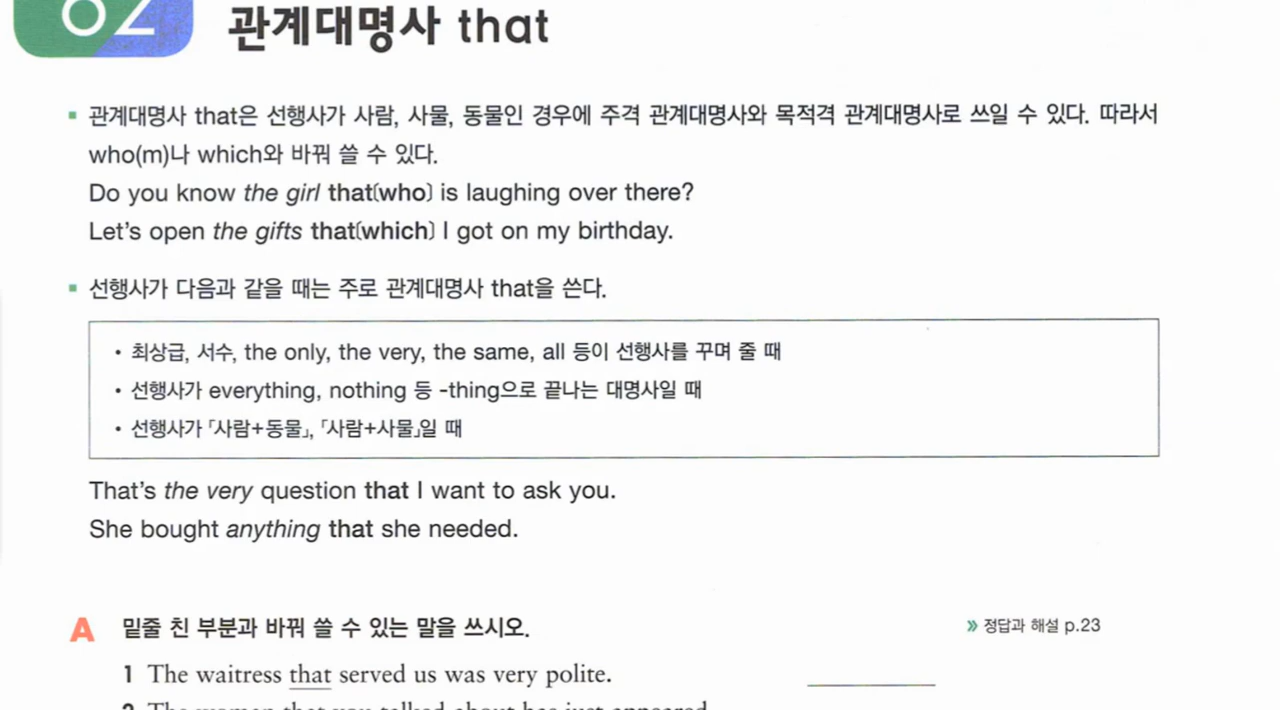 62
관계대명사 that
▪ 관계대명사 that은 선행사가 사람, 사물, 동물인 경우에 주격 관계대명사와 목적격 관계대명사로 쓰일 수 있다. 따라서
who(m)나 which와 바꿔 쓸 수 있다.
Do you know the girl that(who) is laughing over there?
Let's open the gifts that(which) I got on my birthday.
▪ 선행사가 다음과 같을 때는 주로 관계대명사 that을 쓴다.
• 최상급, 서수, the only, the very, the same, all 등이 선행사를 꾸며 줄 때
• 선행사가 everything, nothing 등 -thing으로 끝나는 대명사일 때
• 선행사가 「사람+동물」, 「사람+사물」일 때
That's the very question that I want to ask you.
She bought anything that she needed.
A 밑줄 친 부분과 바꿔 쓸 수 있는 말을 쓰시오.
» 정답과 해설 p.23
1 The waitress that served us was very polite.
2 The woman that you talked about has just appeared.